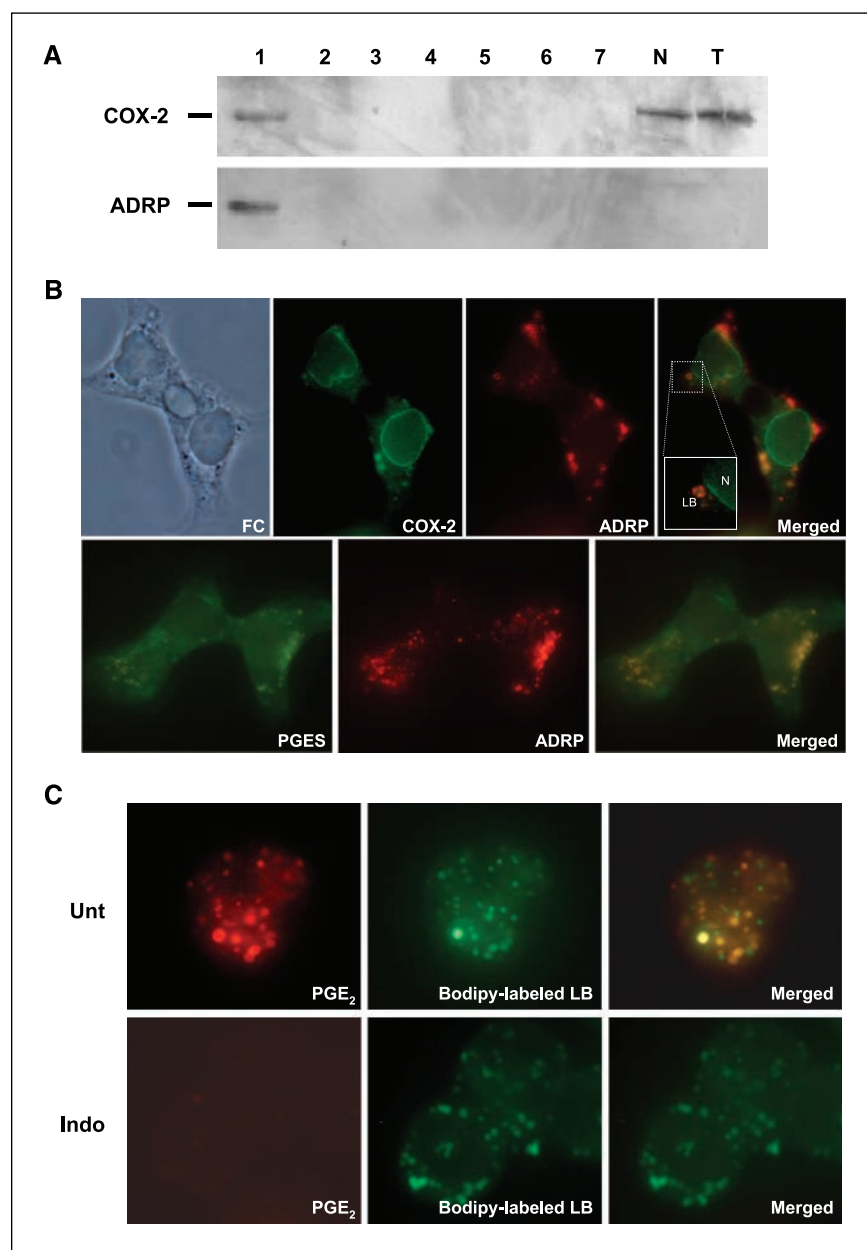 A
1 2 3 4 5 6 7 N T
COX-2
ADRP
B
FC COX-2 ADRP Merged
LB N
PGES ADRP Merged
C
Unt
PGE₂ Bodipy-labeled LB Merged
Indo
PGE₂ Bodipy-labeled LB Merged